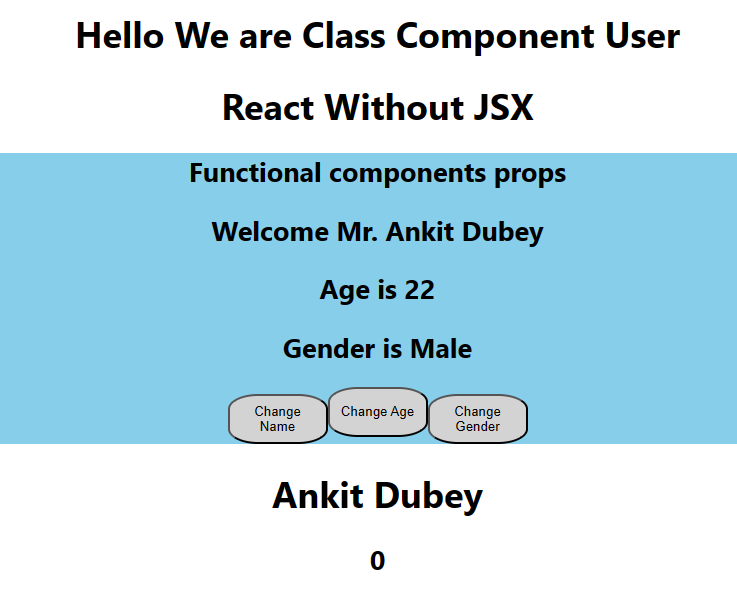 Hello We are Class Component User
React Without JSX
Functional components props
Welcome Mr. Ankit Dubey
Age is 22
Gender is Male
Change
Name
Change Age
Change
Gender
Ankit Dubey
0